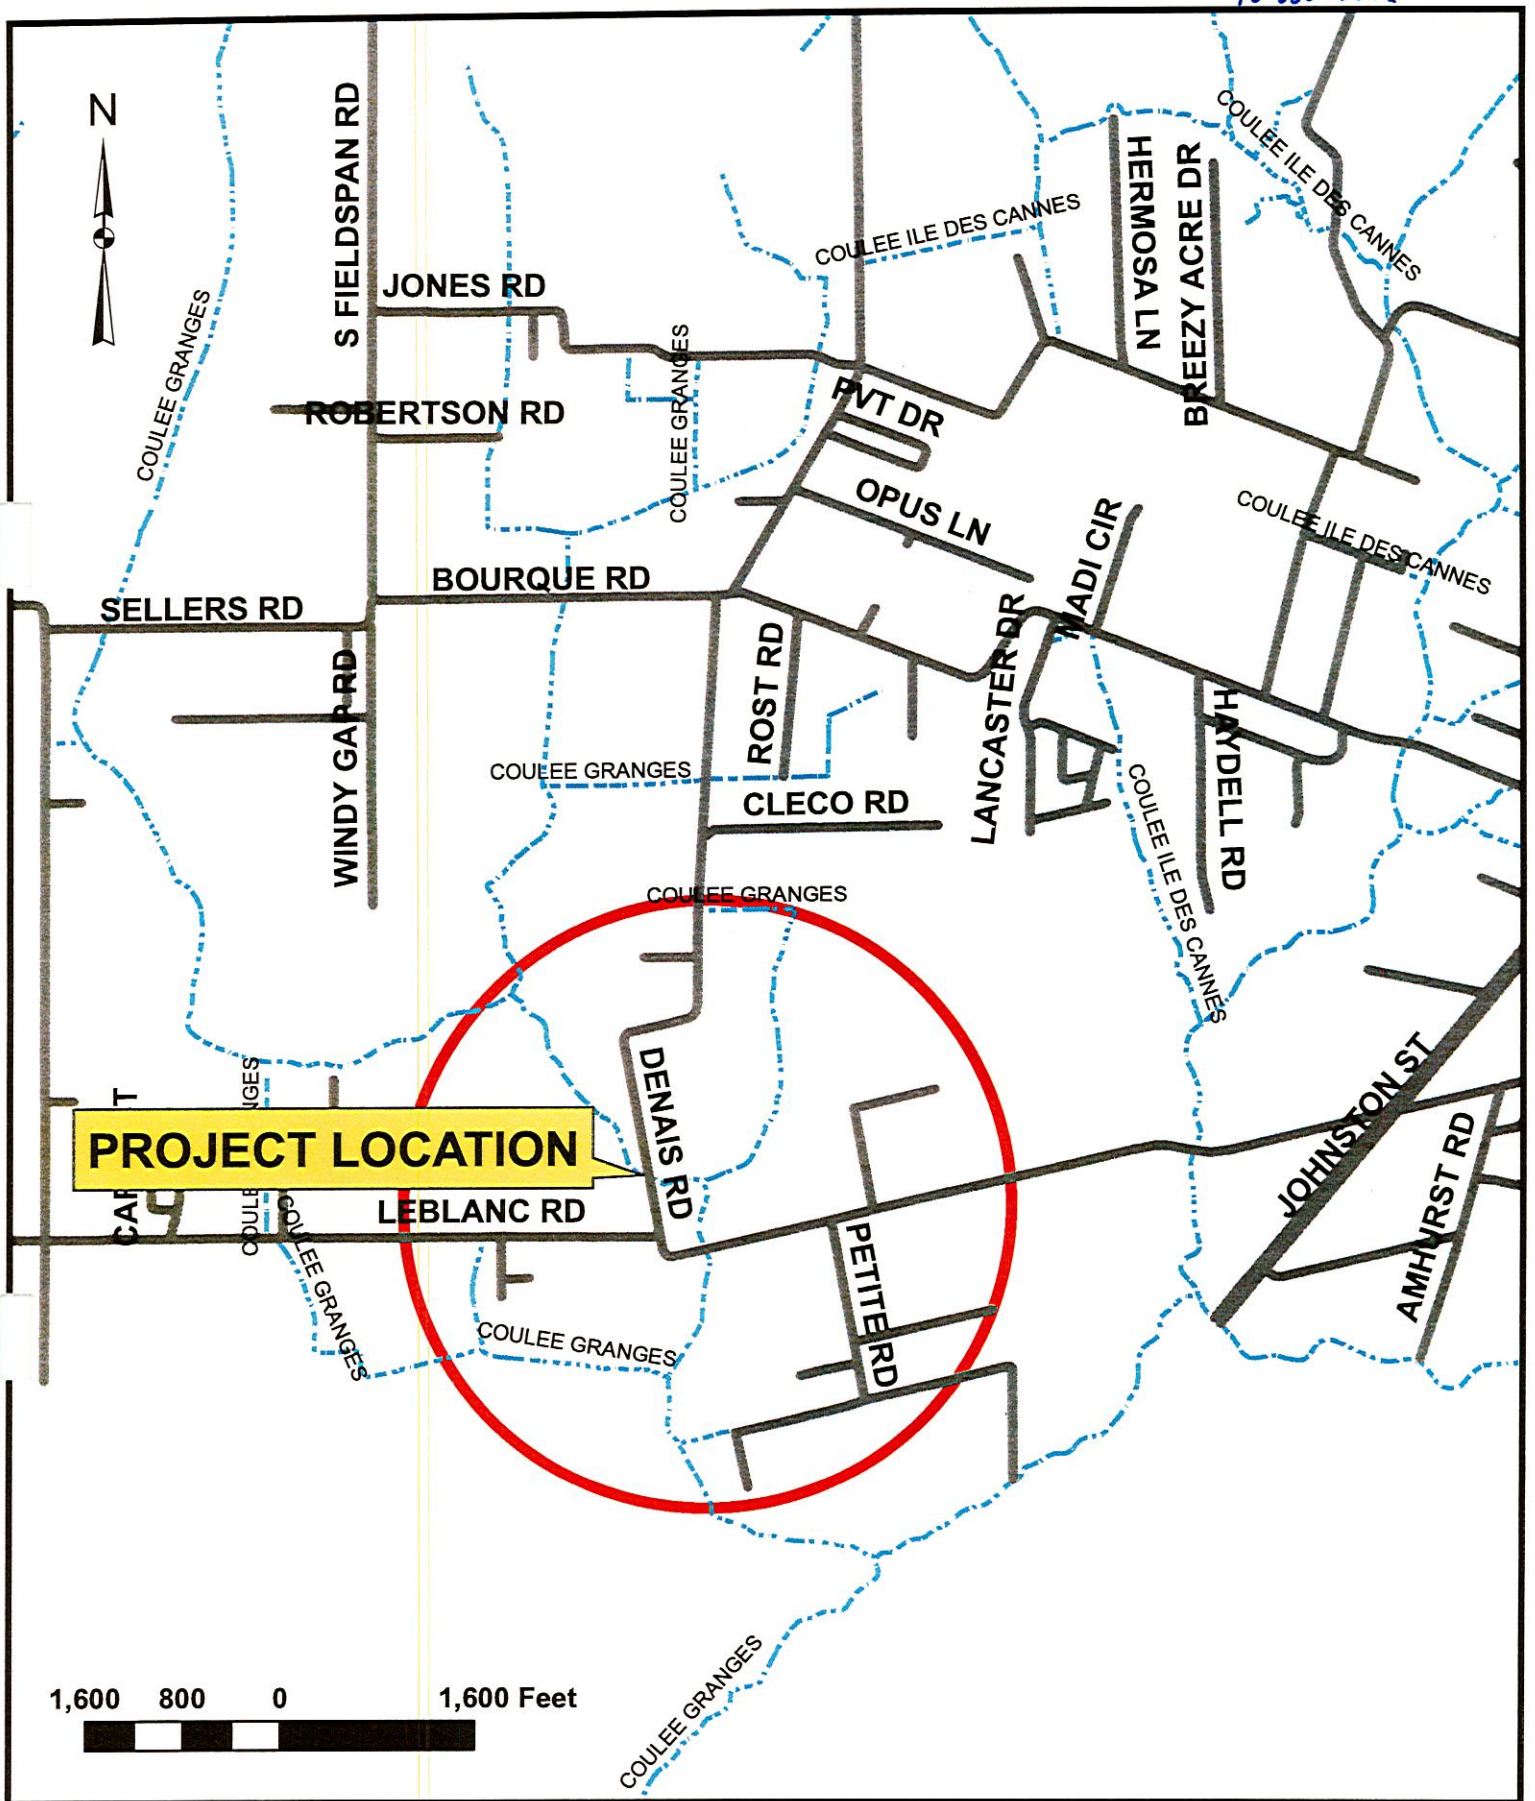 N
S FIELDSPAN RD
COULEE ILE DES CANNES
HERMOSA LN
BREEZY ACRE DR
COULEE ILE DES CANNES
JONES RD
COULEE GRANGES
COULEE GRANGES
PVT DR
ROBERTSON RD
OPUS LN
MADI CIR
COULEE ILE DES CANNES
BOURQUE RD
SELLERS RD
WINDY GAP RD
ROST RD
LANCASTER DR
HAYDELL RD
COULEE GRANGES
CLECO RD
COULEE ILE DES CANNES
COULEE GRANGES
DENAIS RD
JOHNSTON ST
AMHURST RD
PROJECT LOCATION
LEBLANC RD
COULEE GRANGES
PETITE RD
COULEE GRANGES
COULEE GRANGES
1,600 800 0 1,600 Feet